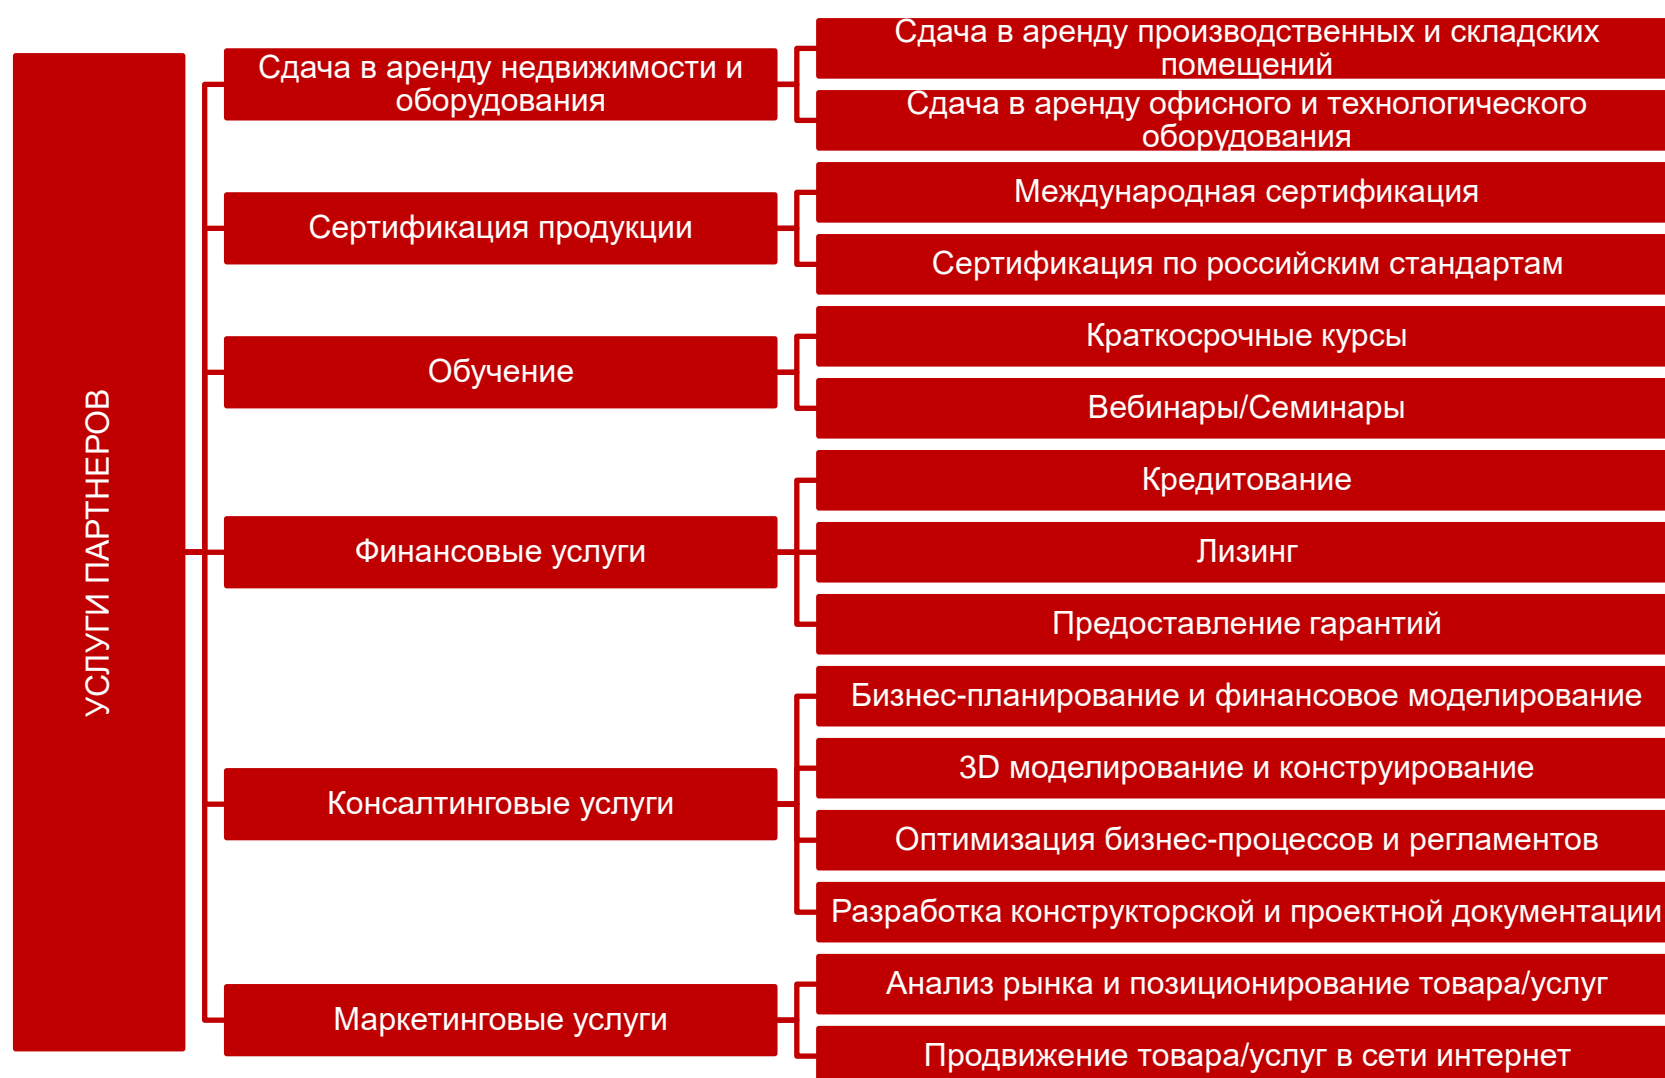 УСЛУГИ ПАРТНЕРОВ
Сдача в аренду недвижимости и
оборудования
Сдача в аренду производственных и складских
помещений
Сдача в аренду офисного и технологического
оборудования
Сертификация продукции
Международная сертификация
Сертификация по российским стандартам
Обучение
Краткосрочные курсы
Вебинары/Семинары
Финансовые услуги
Кредитование
Лизинг
Предоставление гарантий
Консалтинговые услуги
Бизнес-планирование и финансовое моделирование
3D моделирование и конструирование
Оптимизация бизнес-процессов и регламентов
Разработка конструкторской и проектной документации
Маркетинговые услуги
Анализ рынка и позиционирование товара/услуг
Продвижение товара/услуг в сети интернет